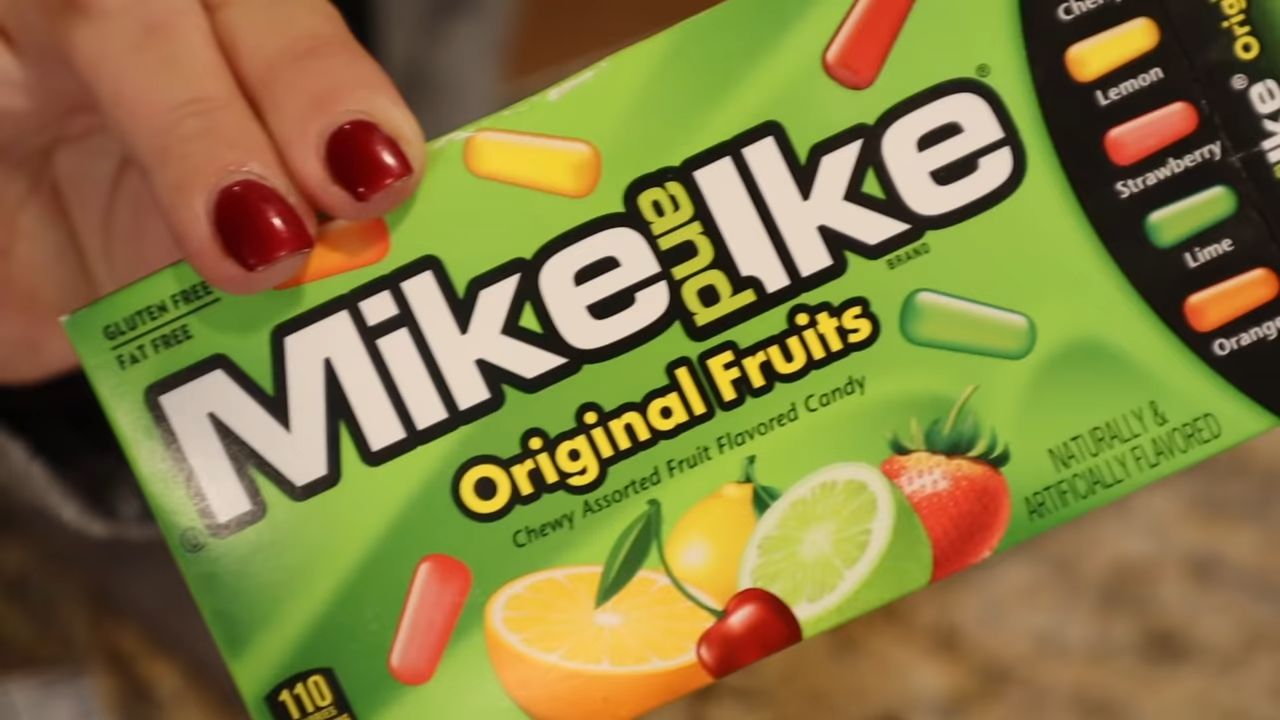 GLUTEN FREE
FAT FREE
Mike and Ike®
BRAND
Original Fruits
Chewy Assorted Fruit Flavored Candy
NATURALLY &
ARTIFICIALLY FLAVORED
110
Lemon
Strawberry
Lime